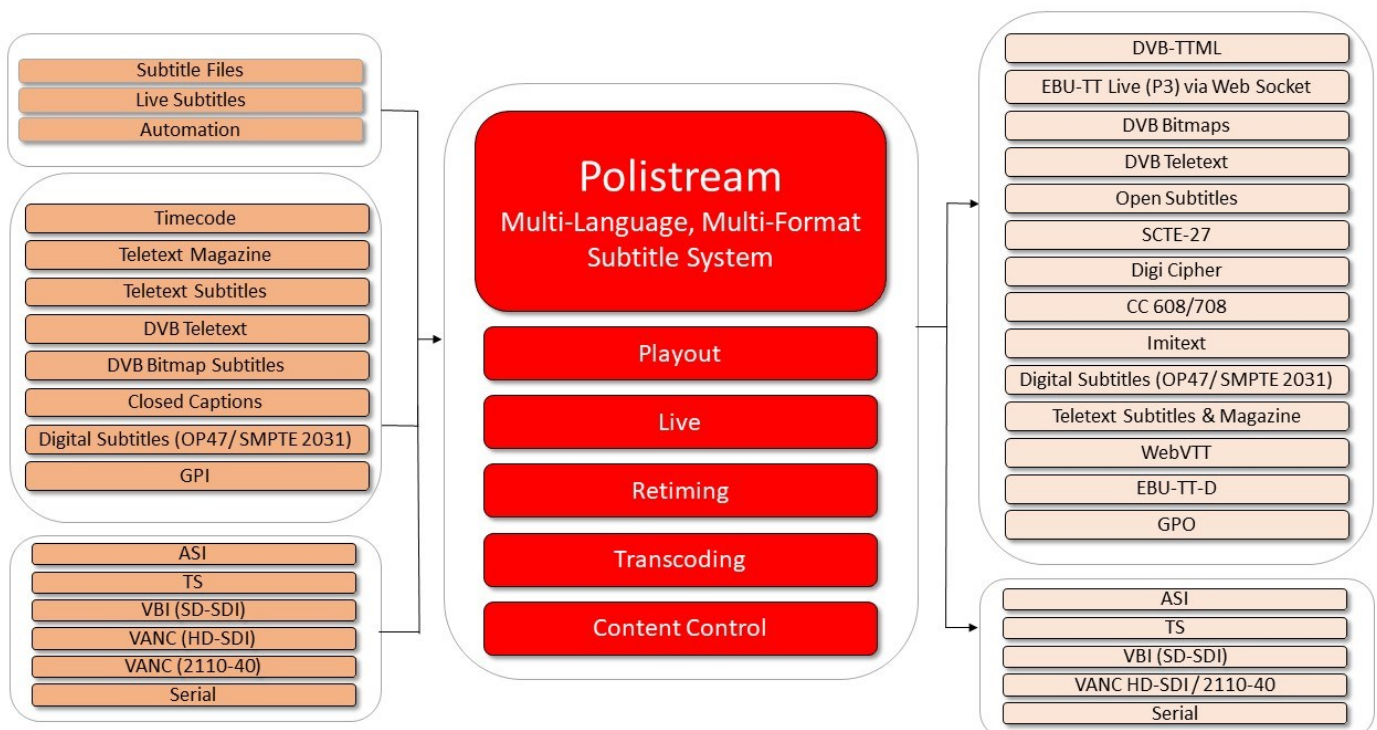 Subtitle Files
Live Subtitles
Automation
Timecode
Teletext Magazine
Teletext Subtitles
DVB Teletext
DVB Bitmap Subtitles
Closed Captions
Digital Subtitles (OP47/ SMPTE 2031)
GPI
ASI
TS
VBI (SD-SDI)
VANC (HD-SDI)
VANC (2110-40)
Serial
Polistream
Multi-Language, Multi-Format
Subtitle System
Playout
Live
Retiming
Transcoding
Content Control
DVB-TTML
EBU-TT Live (P3) via Web Socket
DVB Bitmaps
DVB Teletext
Open Subtitles
SCTE-27
Digi Cipher
CC 608/708
Imitext
Digital Subtitles (OP47/ SMPTE 2031)
Teletext Subtitles & Magazine
WebVTT
EBU-TT-D
GPO
ASI
TS
VBI (SD-SDI)
VANC HD-SDI / 2110-40
Serial